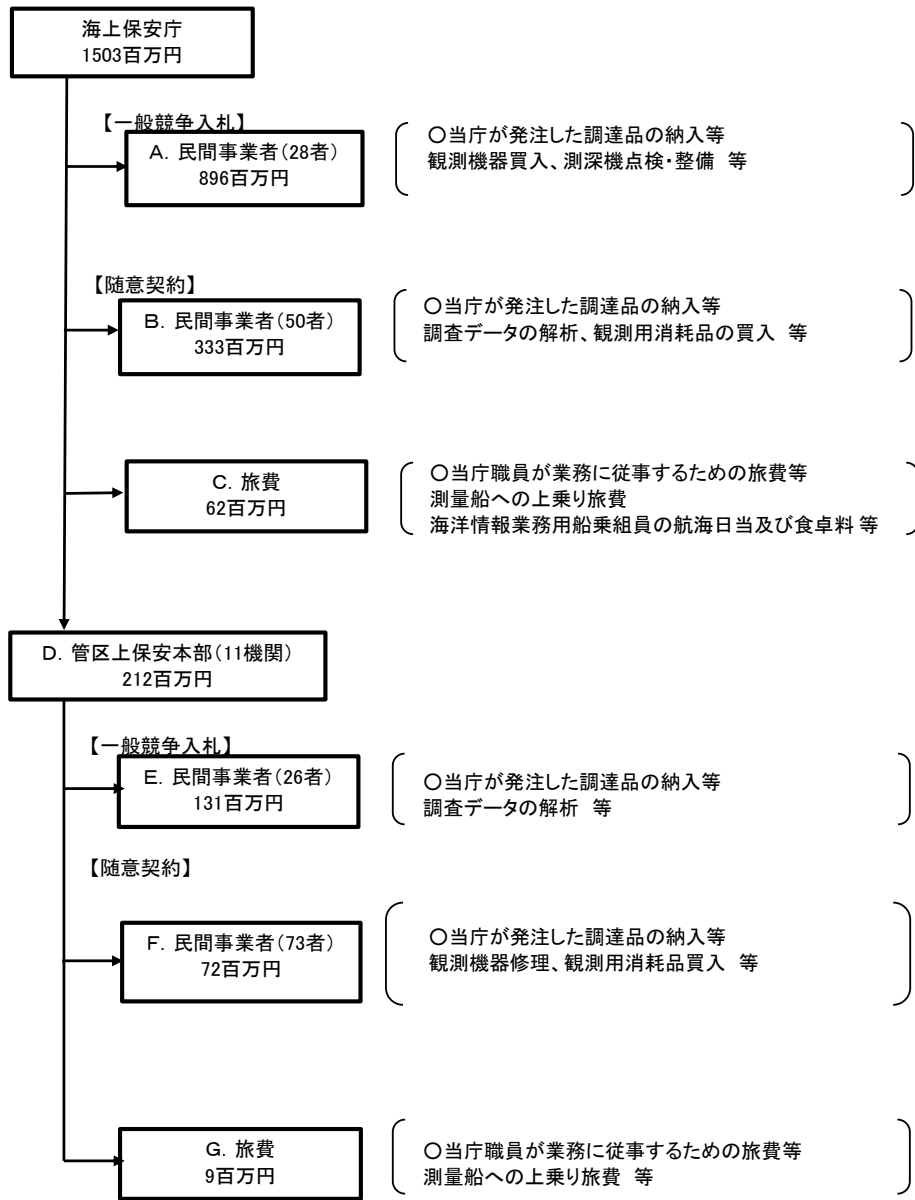 海上保安庁
1503百万円
【一般競争入札】
A. 民間事業者(28者)
896百万円
○当庁が発注した調達品の納入等
観測機器買入、測深機点検・整備 等
【随意契約】
B. 民間事業者(50者)
333百万円
○当庁が発注した調達品の納入等
調査データの解析、観測用消耗品の買入 等
C. 旅費
62百万円
○当庁職員が業務に従事するための旅費等
測量船への上乗り旅費
海洋情報業務用船乗組員の航海日当及び食卓料 等
D. 管区上保安本部(11機関)
212百万円
【一般競争入札】
E. 民間事業者(26者)
131百万円
○当庁が発注した調達品の納入等
調査データの解析 等
【随意契約】
F. 民間事業者(73者)
72百万円
○当庁が発注した調達品の納入等
観測機器修理、観測用消耗品買入 等
G. 旅費
9百万円
○当庁職員が業務に従事するための旅費等
測量船への上乗り旅費 等